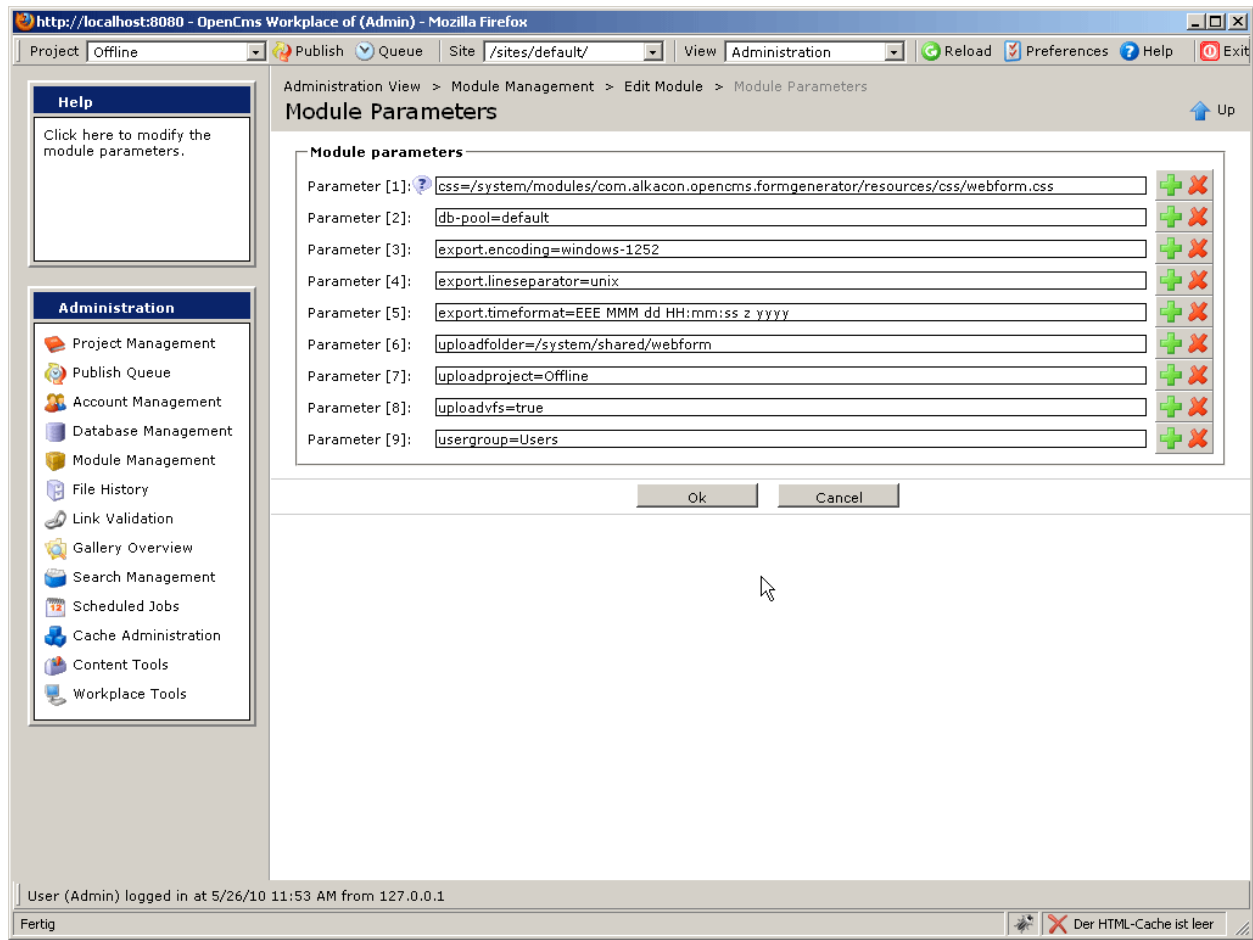 http://localhost:8080 - OpenCms Workplace of (Admin) - Mozilla Firefox
Project Offline Publish Queue Site /sites/default/ View Administration Reload Preferences Help Exit
Help
Click here to modify the
module parameters.
Administration
Project Management
Publish Queue
Account Management
Database Management
Module Management
File History
Link Validation
Gallery Overview
Search Management
12 Scheduled Jobs
Cache Administration
Content Tools
Workplace Tools
Administration View > Module Management > Edit Module > Module Parameters
Module Parameters
Up
Module parameters
Parameter [1]: css=/system/modules/com.alkacon.opencms.formgenerator/resources/css/webform.css
Parameter [2]: db-pool=default
Parameter [3]: export.encoding=windows-1252
Parameter [4]: export.lineseparator=unix
Parameter [5]: export.timeformat=EEE MMM dd HH:mm:ss z yyyy
Parameter [6]: uploadfolder=/system/shared/webform
Parameter [7]: uploadproject=Offline
Parameter [8]: uploadvfs=true
Parameter [9]: usergroup=Users
Ok Cancel
User (Admin) logged in at 5/26/10 11:53 AM from 127.0.0.1
Fertig Der HTML-Cache ist leer